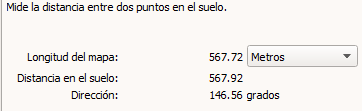 Mide la distancia entre dos puntos en el suelo.
Longitud del mapa: 567.72 Metros
Distancia en el suelo: 567.92
Dirección: 146.56 grados